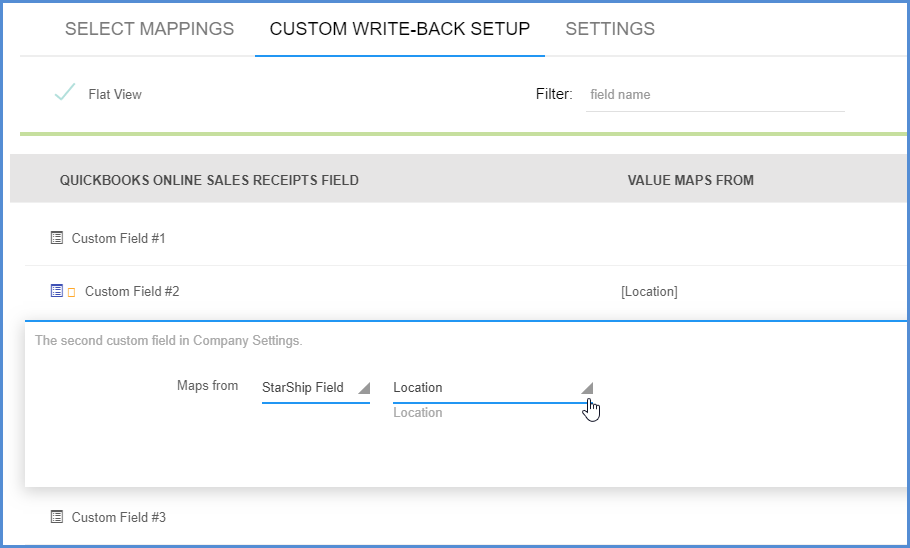 SELECT MAPPINGS CUSTOM WRITE-BACK SETUP SETTINGS
Flat View Filter: field name
QUICKBOOKS ONLINE SALES RECEIPTS FIELD VALUE MAPS FROM
Custom Field #1
Custom Field #2 [Location]
The second custom field in Company Settings.
Maps from StarShip Field Location
Location
Custom Field #3